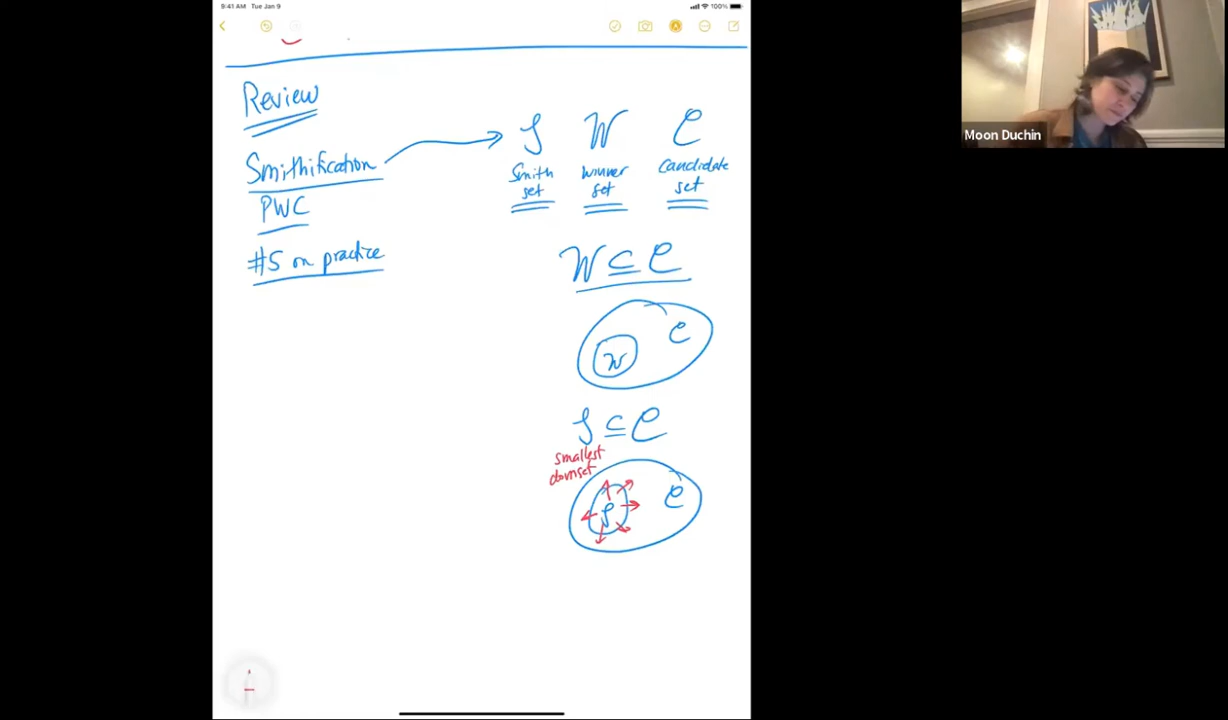 9:41 AM Tue Jan 9
100%
Review
Smithification
PWC
#5 on practice
S W C
Smith set
winner set
candidate set
W ⊆ C
C
W
S ⊆ C
smallest
domset
S
C
Moon Duchin